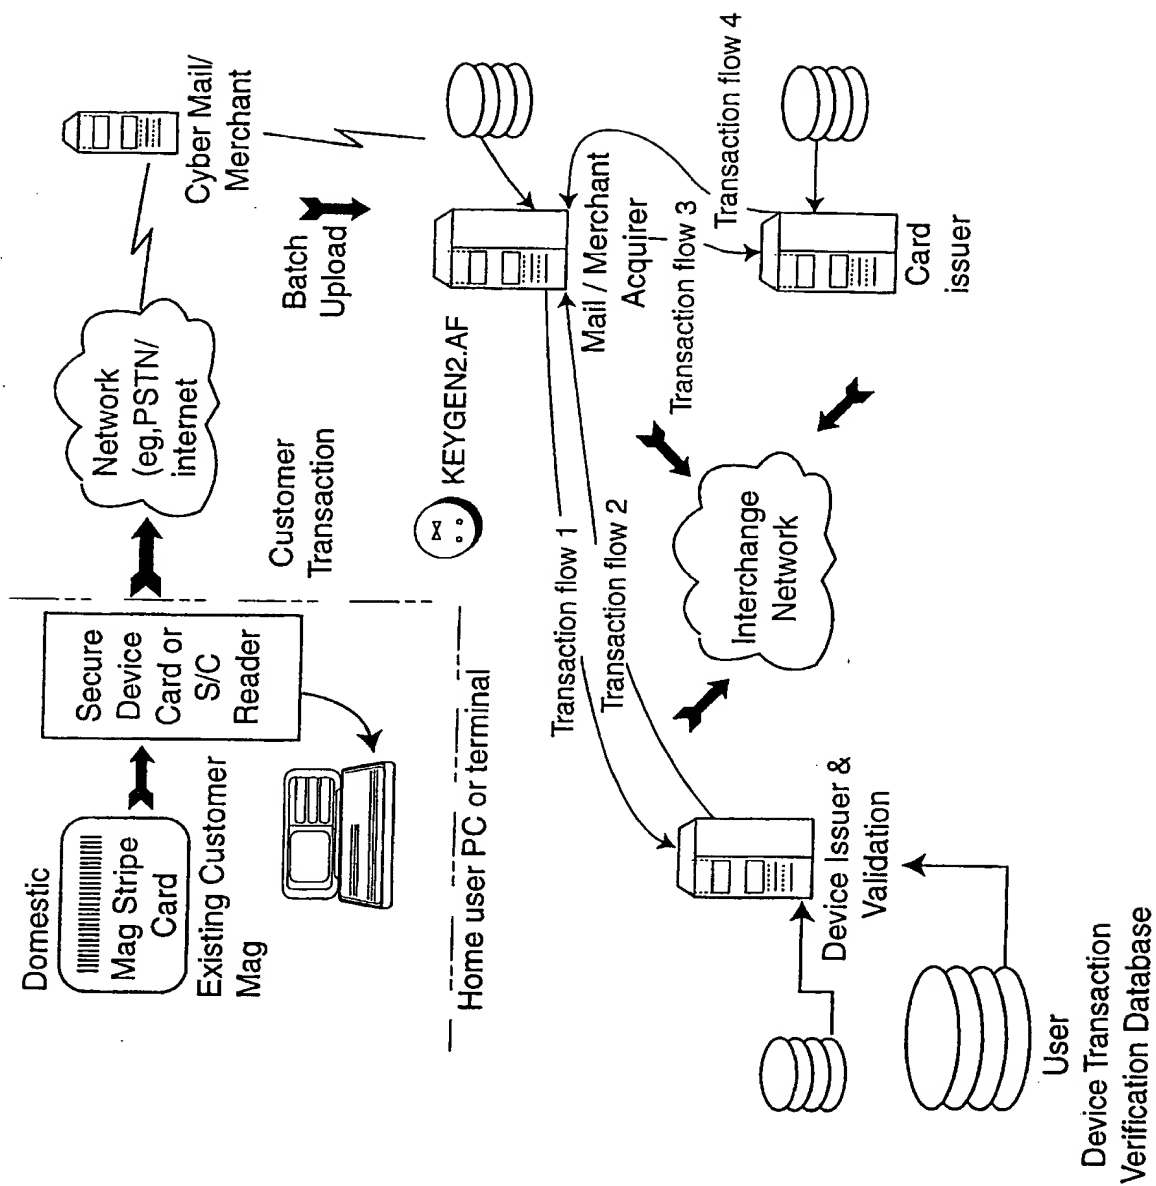 Domestic
Mag Stripe
Card
Existing Customer
Mag
Secure
Device
Card or
S/C
Reader
Network
(eg,PSTN/
internet
Cyber Mail/
Merchant
Customer
Transaction
Batch
Upload
Home user PC or terminal
KEYGEN2.AF
Mail / Merchant
Acquirer
Transaction flow 1
Transaction flow 2
Transaction flow 3
Transaction flow 4
Interchange
Network
Card
issuer
Device Issuer &
Validation
User
Device Transaction
Verification Database